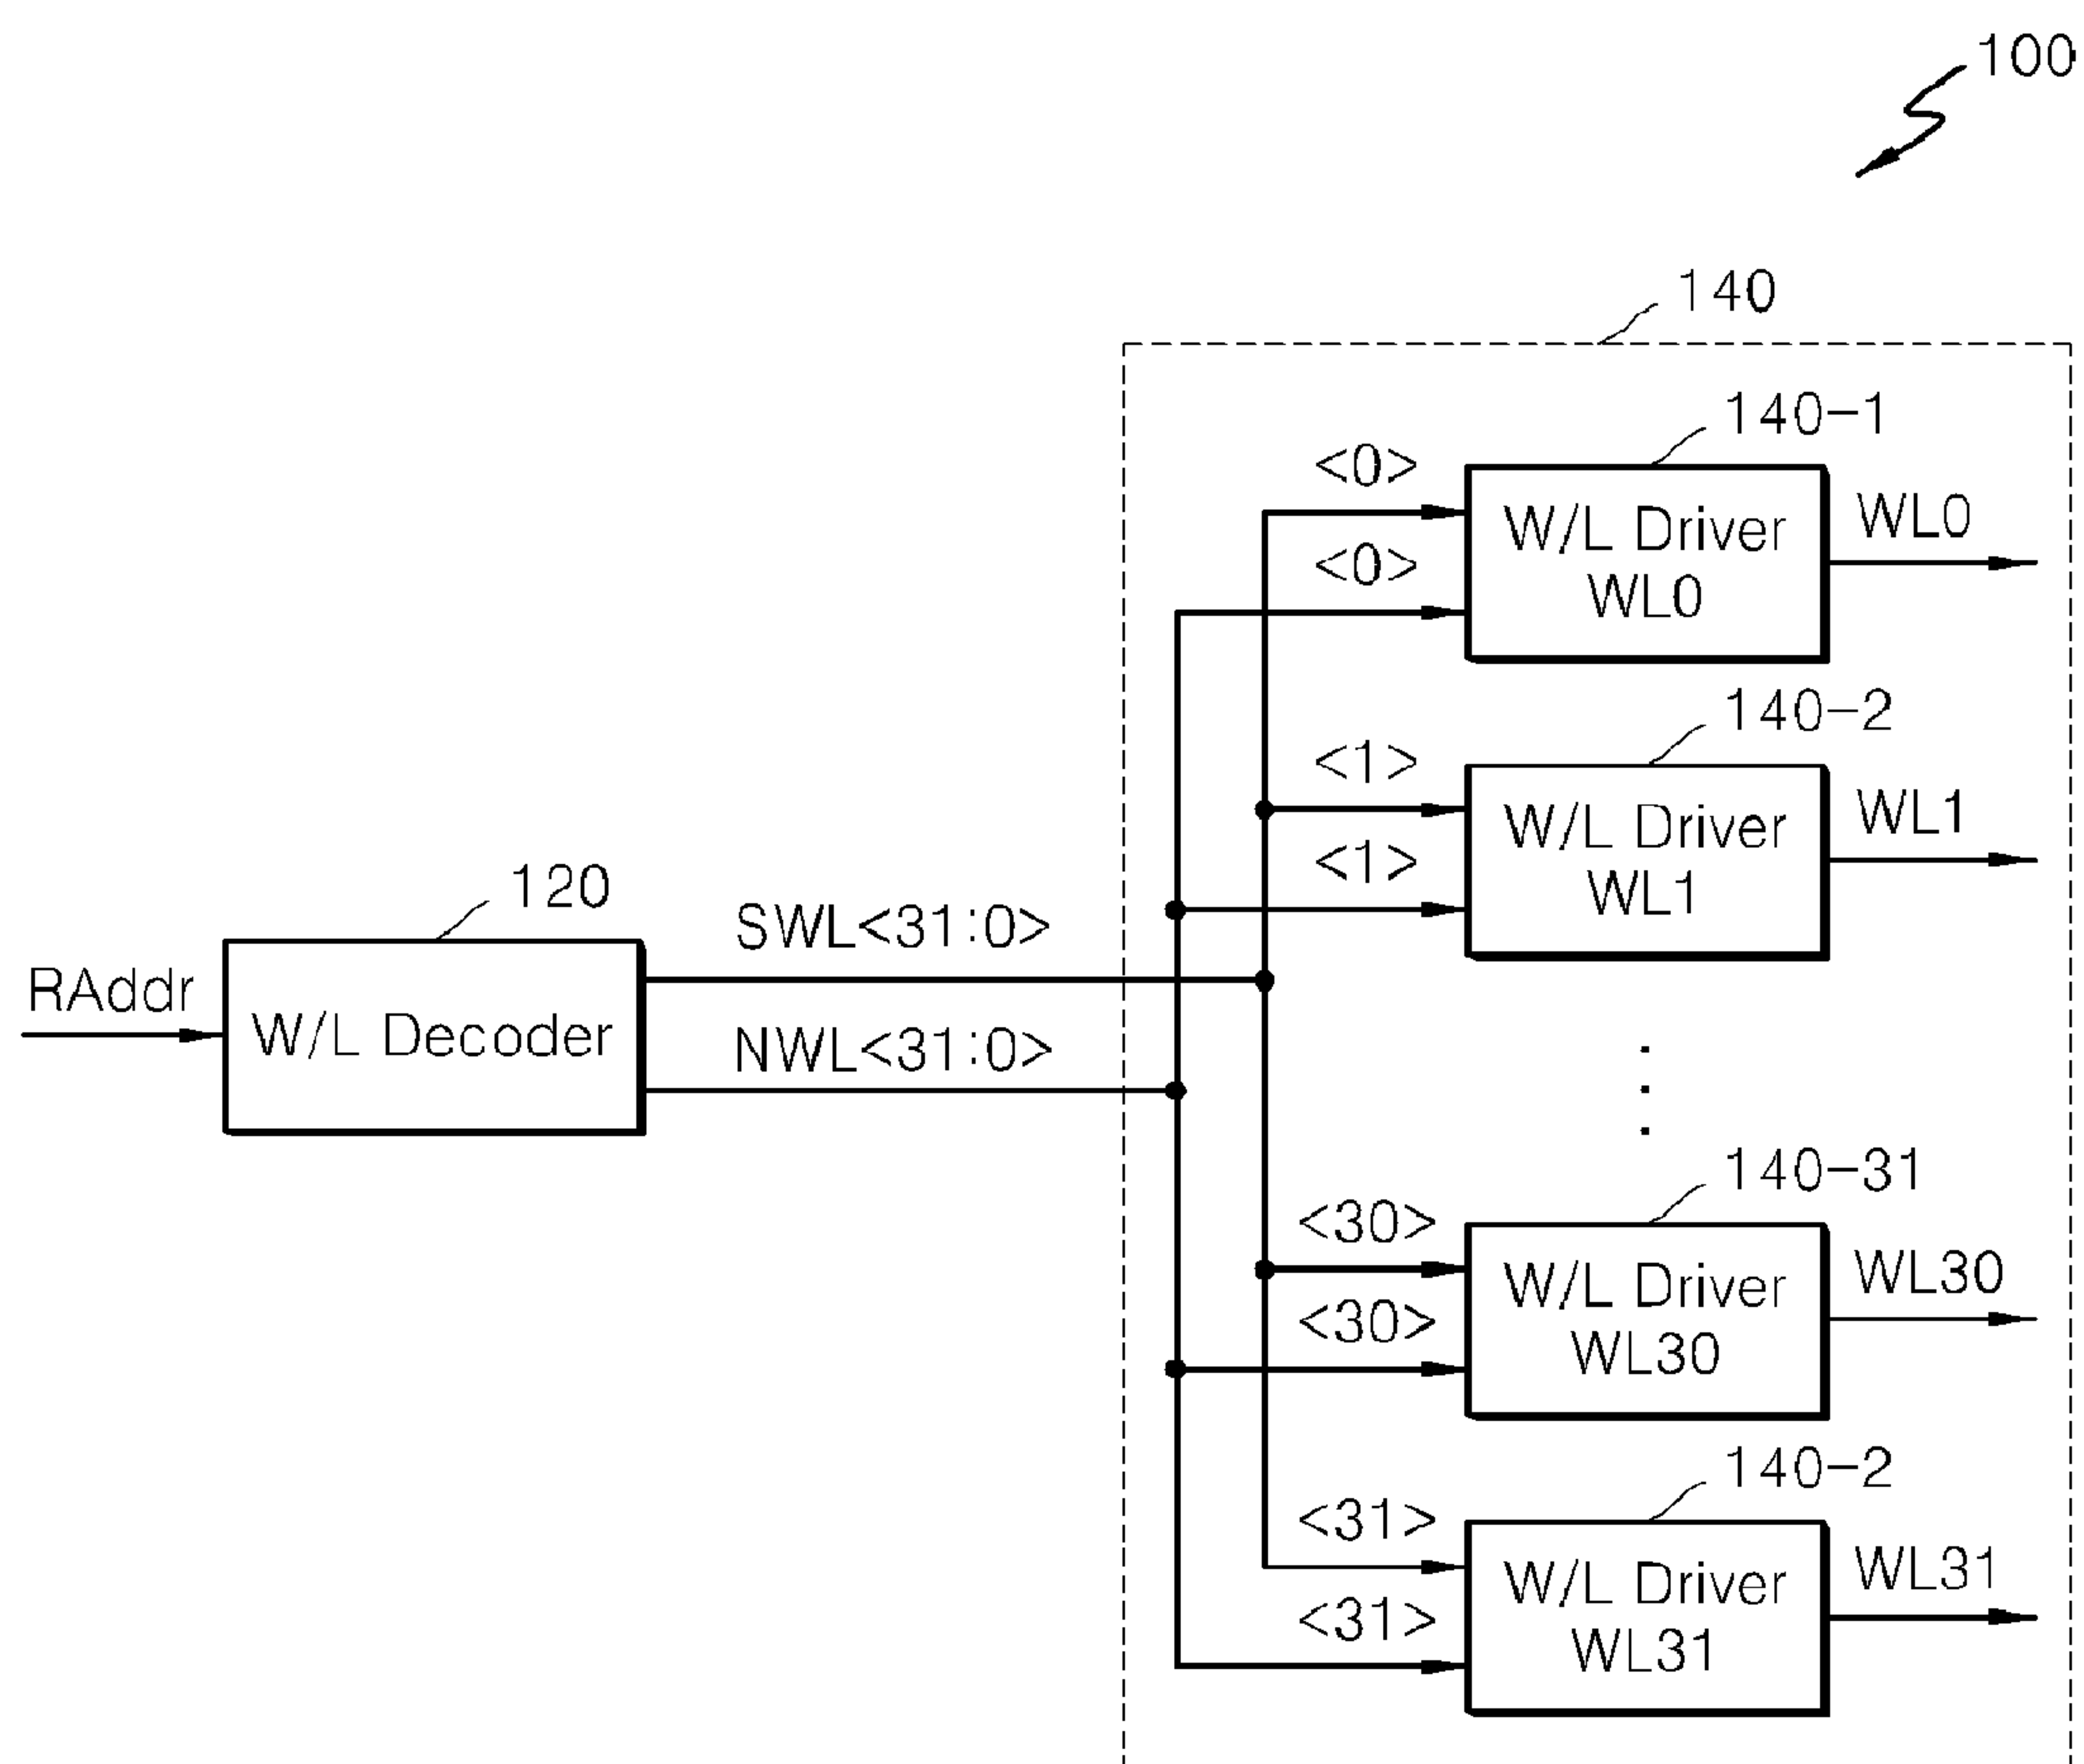 100
140
140-1
<0>
W/L Driver
WL0
WL0
<0>
140-2
<1>
W/L Driver
WL1
WL1
<1>
120
SWL<31:0>
RAddr
W/L Decoder
NWL<31:0>
140-31
<30>
W/L Driver
WL30
WL30
<30>
140-2
<31>
W/L Driver
WL31
WL31
<31>